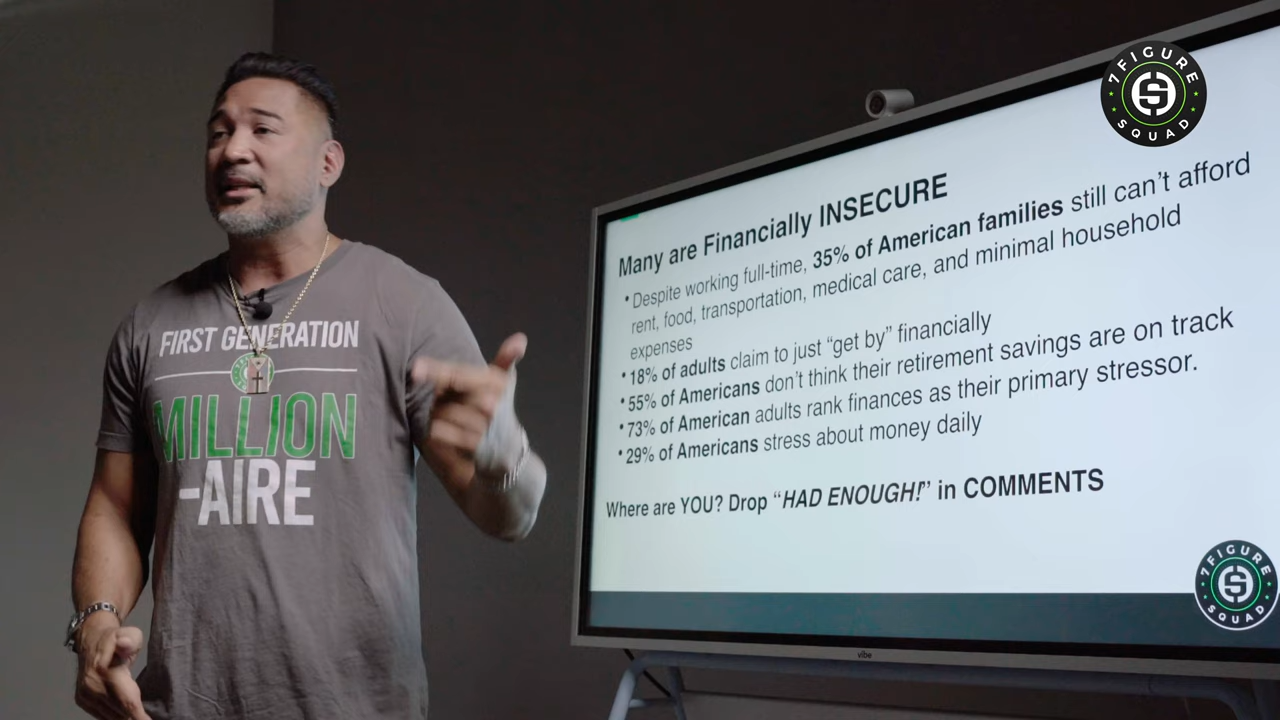 FIRST GENERATION
MILLION
-AIRE
7FIGURE
SQUAD
Many are Financially INSECURE
•Despite working full-time, 35% of American families still can't afford
rent, food, transportation, medical care, and minimal household
expenses
•18% of adults claim to just “get by” financially
•55% of Americans don't think their retirement savings are on track
•73% of American adults rank finances as their primary stressor.
•29% of Americans stress about money daily
Where are YOU? Drop “HAD ENOUGH!” in COMMENTS
7FIGURE
SQUAD
vibe